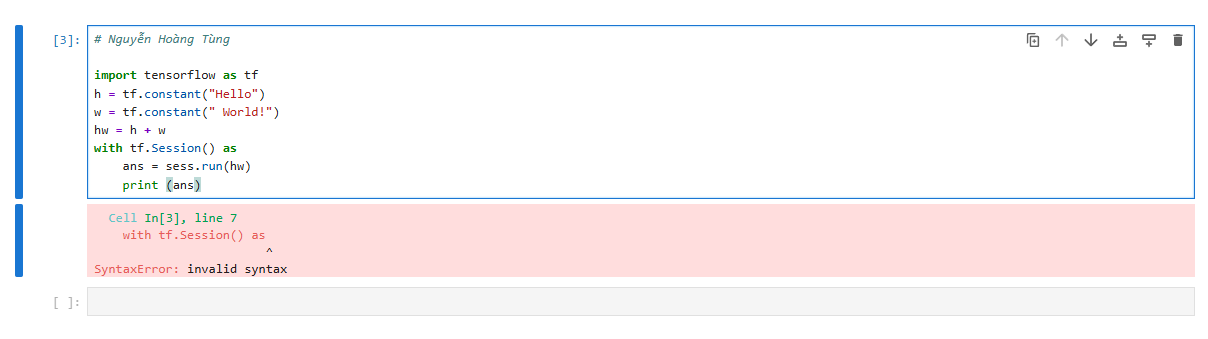 [3]:
# Nguyễn Hoàng Tùng
import tensorflow as tf
h = tf.constant("Hello")
w = tf.constant(" World!")
hw = h + w
with tf.Session() as
    ans = sess.run(hw)
    print (ans)
  Cell In[3], line 7
    with tf.Session() as
                        ^
SyntaxError: invalid syntax
[ ]: